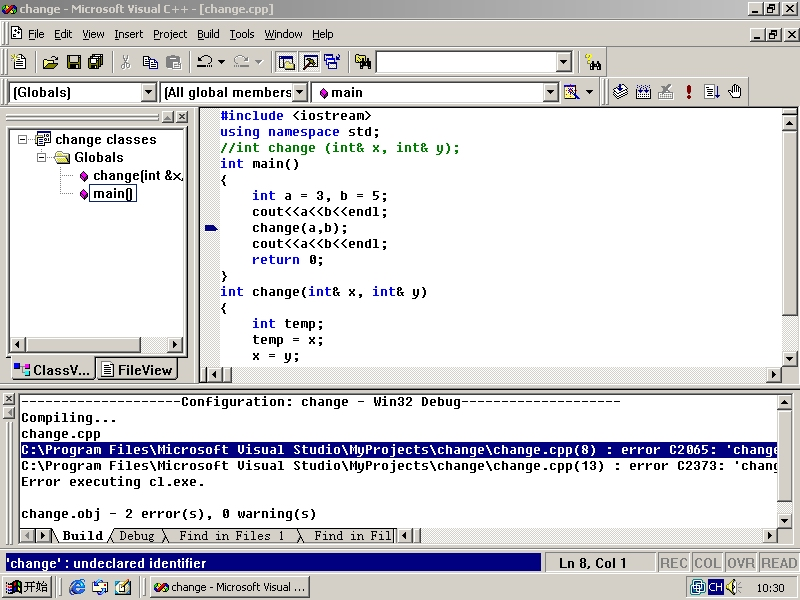 change - Microsoft Visual C++ - [change.cpp]
File Edit View Insert Project Build Tools Window Help
(Globals) (All global members main
change classes
Globals
change(int &x,
main()
ClassV... FileView
#include <iostream>
using namespace std;
//int change (int& x, int& y);
int main()
{
int a = 3, b = 5;
cout<<a<<b<<endl;
change(a,b);
cout<<a<<b<<endl;
return 0;
}
int change(int& x, int& y)
{
int temp;
temp = x;
x = y;
--------------------Configuration: change - Win32 Debug--------------------
Compiling...
change.cpp
C:\Program Files\Microsoft Visual Studio\MyProjects\change\change.cpp(8) : error C2065: 'change
C:\Program Files\Microsoft Visual Studio\MyProjects\change\change.cpp(13) : error C2373: 'chang
Error executing cl.exe.
change.obj - 2 error(s), 0 warning(s)
Build Debug Find in Files 1 Find in Fil
'change' : undeclared identifier Ln 8, Col 1 REC COL OVR READ
开始 change - Microsoft Visual ... CH 10:30